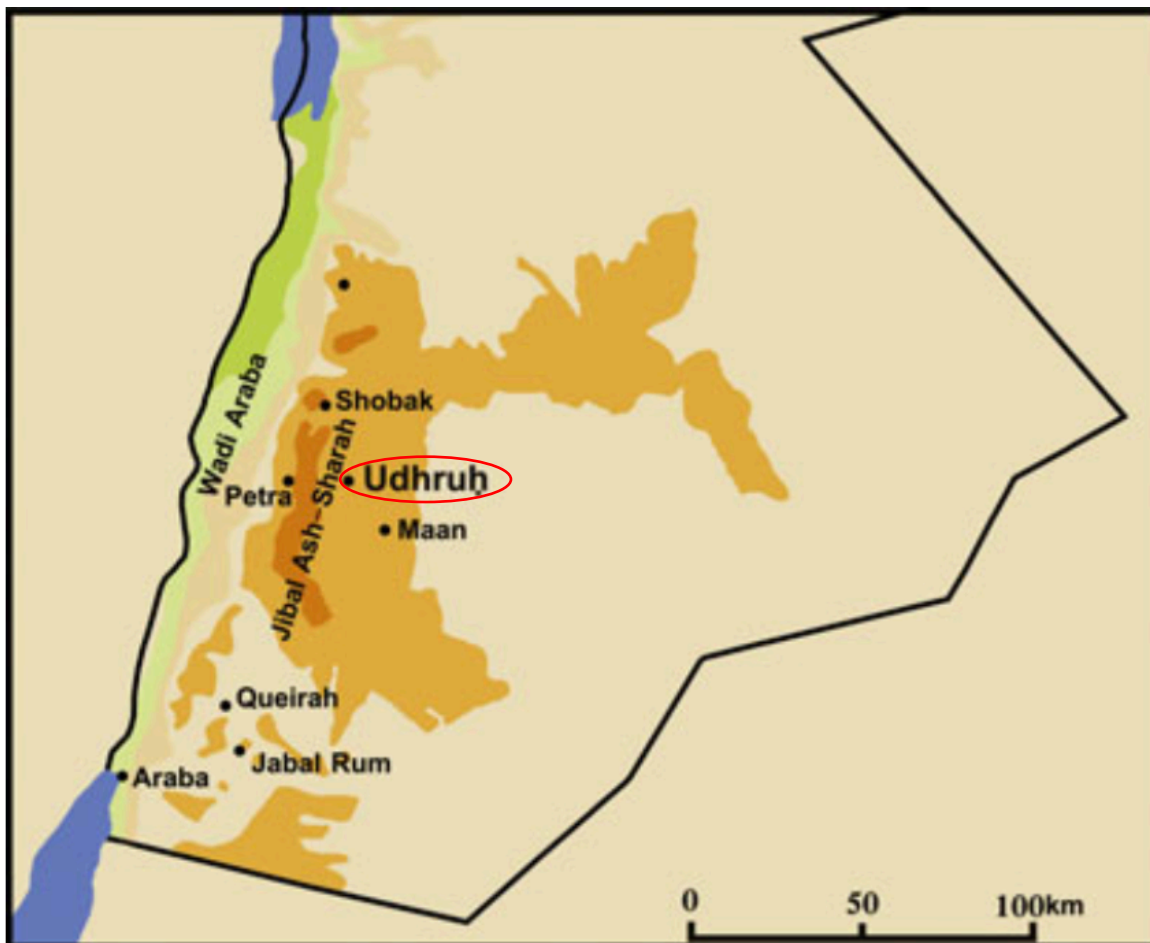 Shobak
Wadi Araba
Jibal Ash-Sharah
Petra
Udhruḥ
Maan
Queirah
Jabal Rum
Araba
0 50 100km